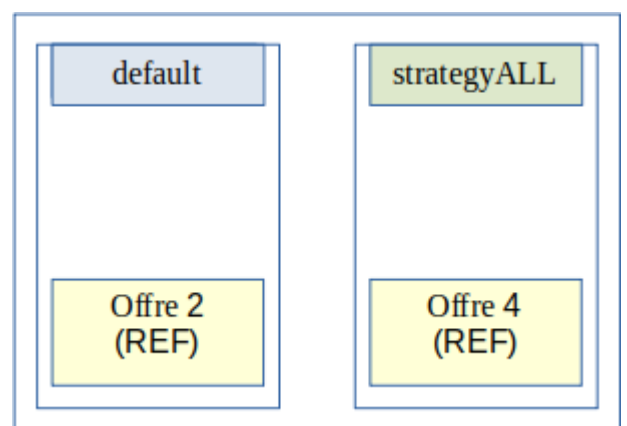 default
strategyALL
Offre 2
(REF)
Offre 4
(REF)